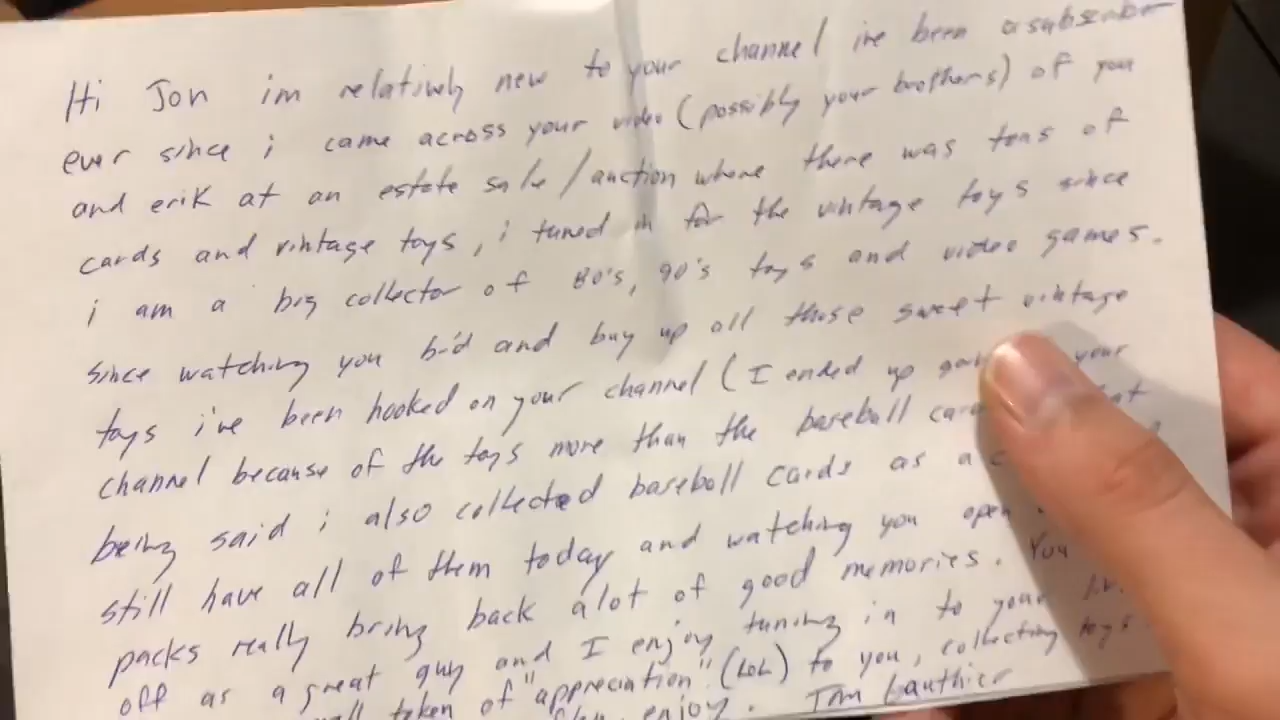 Hi Jon im relatively new to your channel i've been a subscriber
ever since i came across your video (possibly your brothers) of you
and erik at an estate sale/auction where there was tons of
cards and vintage toys, i tuned in for the vintage toys since
i am a big collector of 80's, 90's toys and video games.
since watching you bid and buy up all those sweet vintage
toys i've been hooked on your channel (I ended up your
channel because of the toys more than the baseball
being said i also collected baseball cards as a
still have all of them today and watching you open
packs really bring back alot of good memories. You
off as a great guy and I enjoy tuning in to your
token of "appreciation" (LOL) to you, collecting toys
enjoy. Tom Gauthier